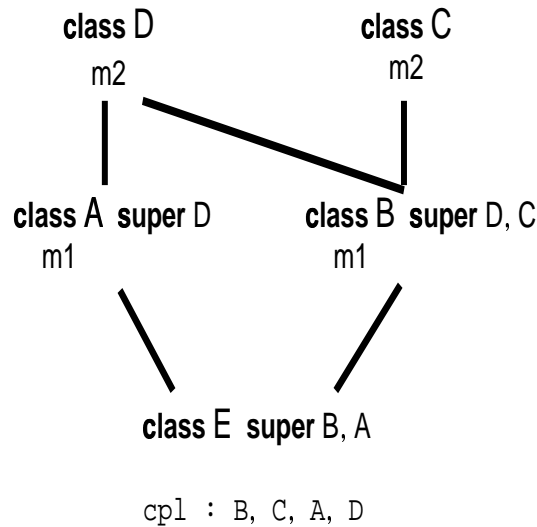 class D class C
m2 m2
class A super D class B super D, C
m1 m1
class E super B, A
cpl : B, C, A, D